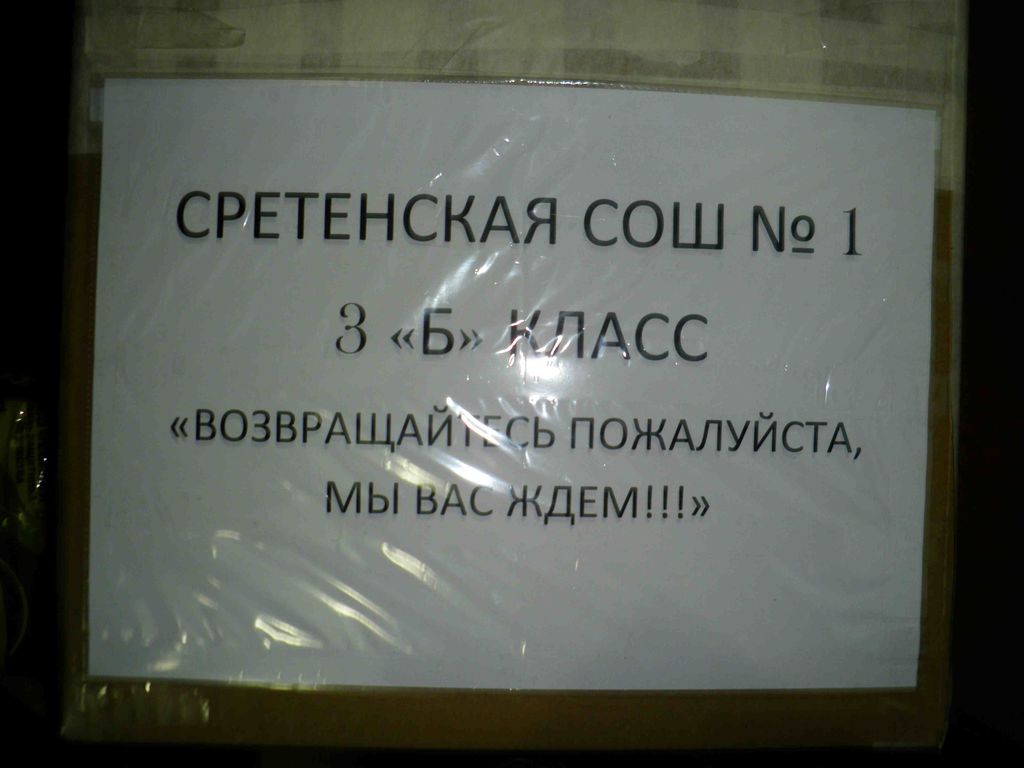 СРЕТЕНСКАЯ СОШ № 1
3 «Б» КЛАСС
«ВОЗВРАЩАЙТЕСЬ ПОЖАЛУЙСТА,
МЫ ВАС ЖДЕМ!!!»